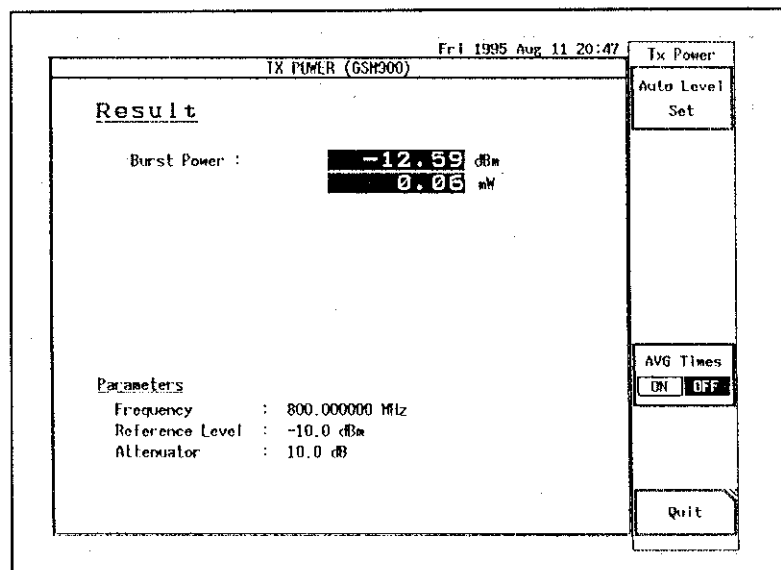 Fri 1995 Aug 11 20:47
TX POWER (GSM900)
Result
Burst Power : -12.59 dBm
0.06 mW
Parameters
Frequency : 800.000000 MHz
Reference Level : -10.0 dBm
Attenuator : 10.0 dB
Tx Power
Auto Level
Set
AVG Times
ON OFF
Quit